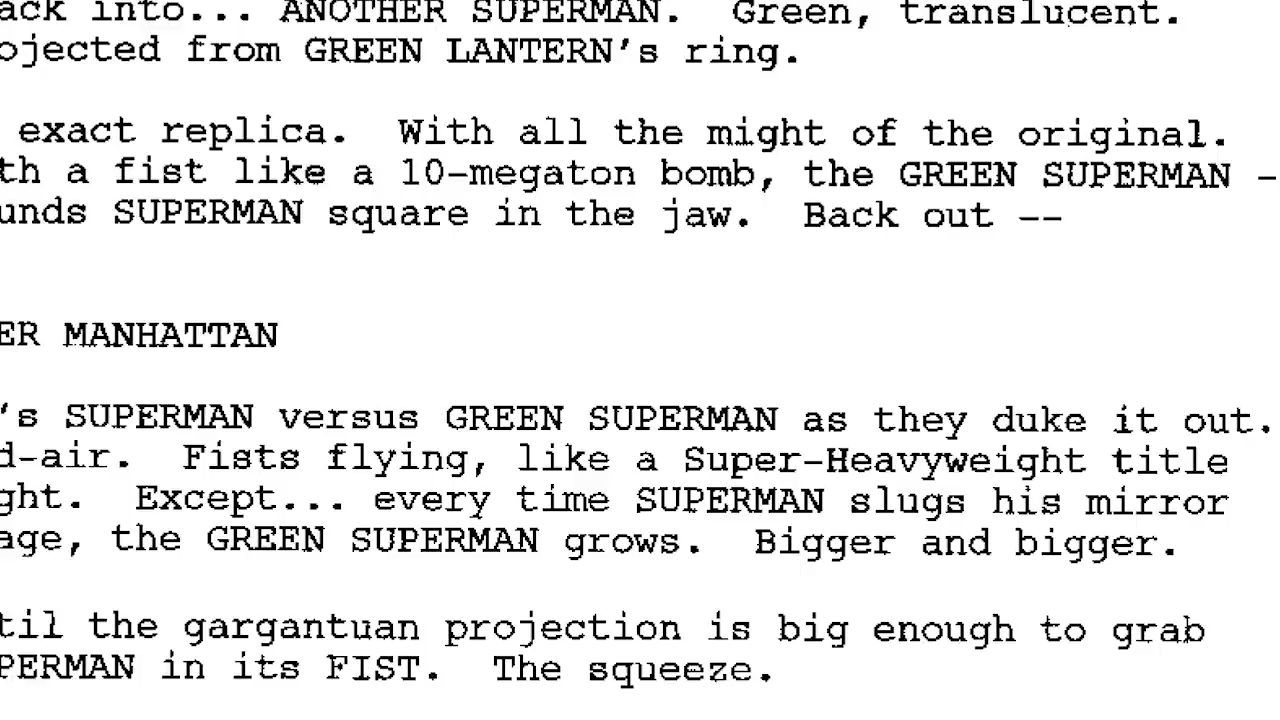 ack into... ANOTHER SUPERMAN.  Green, translucent.
ojected from GREEN LANTERN's ring.
exact replica.  With all the might of the original.
th a fist like a 10-megaton bomb, the GREEN SUPERMAN -
unds SUPERMAN square in the jaw.  Back out --
ER MANHATTAN
's SUPERMAN versus GREEN SUPERMAN as they duke it out.
d-air.  Fists flying, like a Super-Heavyweight title
ght.  Except... every time SUPERMAN slugs his mirror
age, the GREEN SUPERMAN grows.  Bigger and bigger.
til the gargantuan projection is big enough to grab
PERMAN in its FIST.  The squeeze.